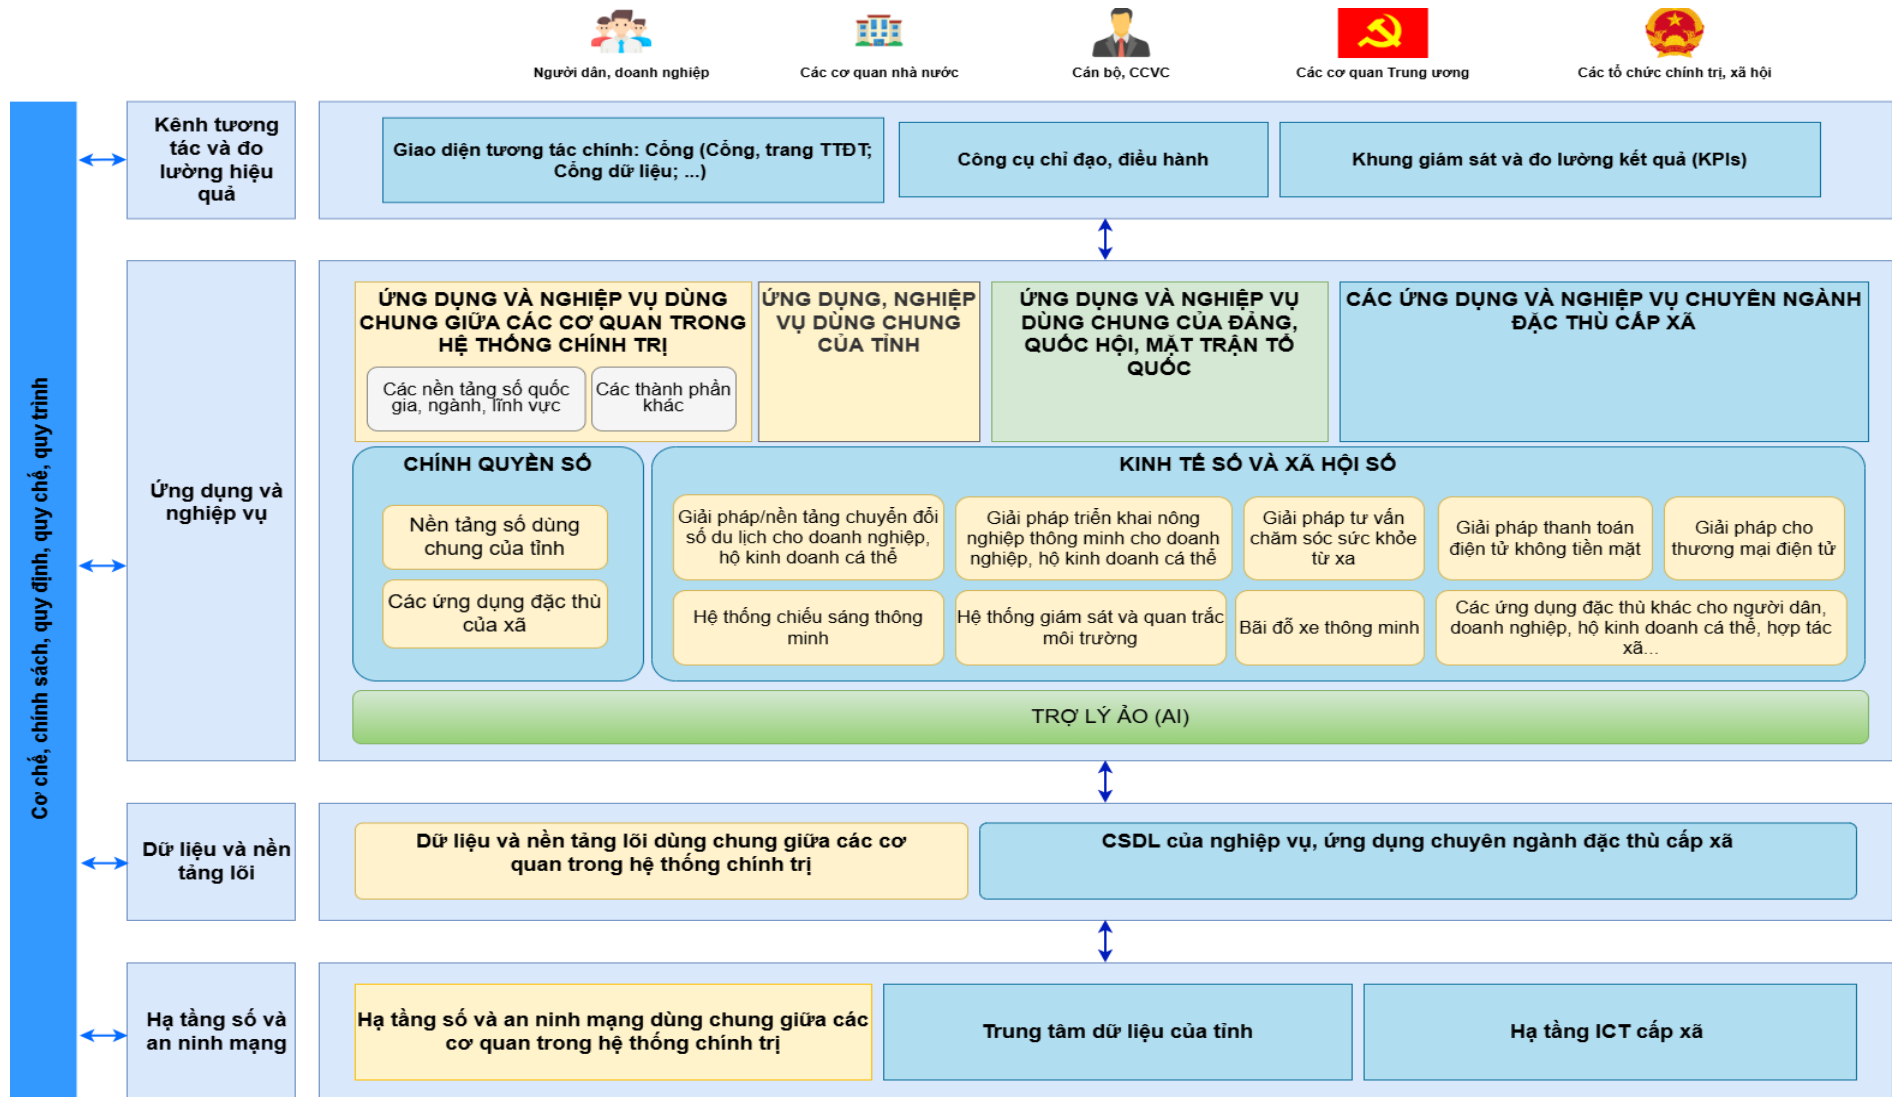 Người dân, doanh nghiệp
Các cơ quan nhà nước
Cán bộ, CCVC
Các cơ quan Trung ương
Các tổ chức chính trị, xã hội
Cơ chế, chính sách, quy định, quy chế, quy trình
Kênh tương
tác và đo
lường hiệu
quả
Giao diện tương tác chính: Cổng (Cổng, trang TTĐT;
Cổng dữ liệu; ...)
Công cụ chỉ đạo, điều hành
Khung giám sát và đo lường kết quả (KPIs)
Ứng dụng và
nghiệp vụ
ỨNG DỤNG VÀ NGHIỆP VỤ DÙNG
CHUNG GIỮA CÁC CƠ QUAN TRONG
HỆ THỐNG CHÍNH TRỊ
Các nền tảng số quốc
gia, ngành, lĩnh vực
Các thành phần
khác
ỨNG DỤNG, NGHIỆP
VỤ DÙNG CHUNG
CỦA TỈNH
ỨNG DỤNG VÀ NGHIỆP VỤ
DÙNG CHUNG CỦA ĐẢNG,
QUỐC HỘI, MẶT TRẬN TỔ
QUỐC
CÁC ỨNG DỤNG VÀ NGHIỆP VỤ CHUYÊN NGÀNH
ĐẶC THÙ CẤP XÃ
CHÍNH QUYỀN SỐ
Nền tảng số dùng
chung của tỉnh
Các ứng dụng đặc thù
của xã
KINH TẾ SỐ VÀ XÃ HỘI SỐ
Giải pháp/nền tảng chuyển đổi
số du lịch cho doanh nghiệp,
hộ kinh doanh cá thể
Giải pháp triển khai nông
nghiệp thông minh cho doanh
nghiệp, hộ kinh doanh cá thể
Giải pháp tư vấn
chăm sóc sức khỏe
từ xa
Giải pháp thanh toán
điện tử không tiền mặt
Giải pháp cho
thương mại điện tử
Hệ thống chiếu sáng thông
minh
Hệ thống giám sát và quan trắc
môi trường
Bãi đỗ xe thông minh
Các ứng dụng đặc thù khác cho người dân,
doanh nghiệp, hộ kinh doanh cá thể, hợp tác
xã...
TRỢ LÝ ẢO (AI)
Dữ liệu và nền
tảng lõi
Dữ liệu và nền tảng lõi dùng chung giữa các cơ
quan trong hệ thống chính trị
CSDL của nghiệp vụ, ứng dụng chuyên ngành đặc thù cấp xã
Hạ tầng số và
an ninh mạng
Hạ tầng số và an ninh mạng dùng chung giữa các
cơ quan trong hệ thống chính trị
Trung tâm dữ liệu của tỉnh
Hạ tầng ICT cấp xã